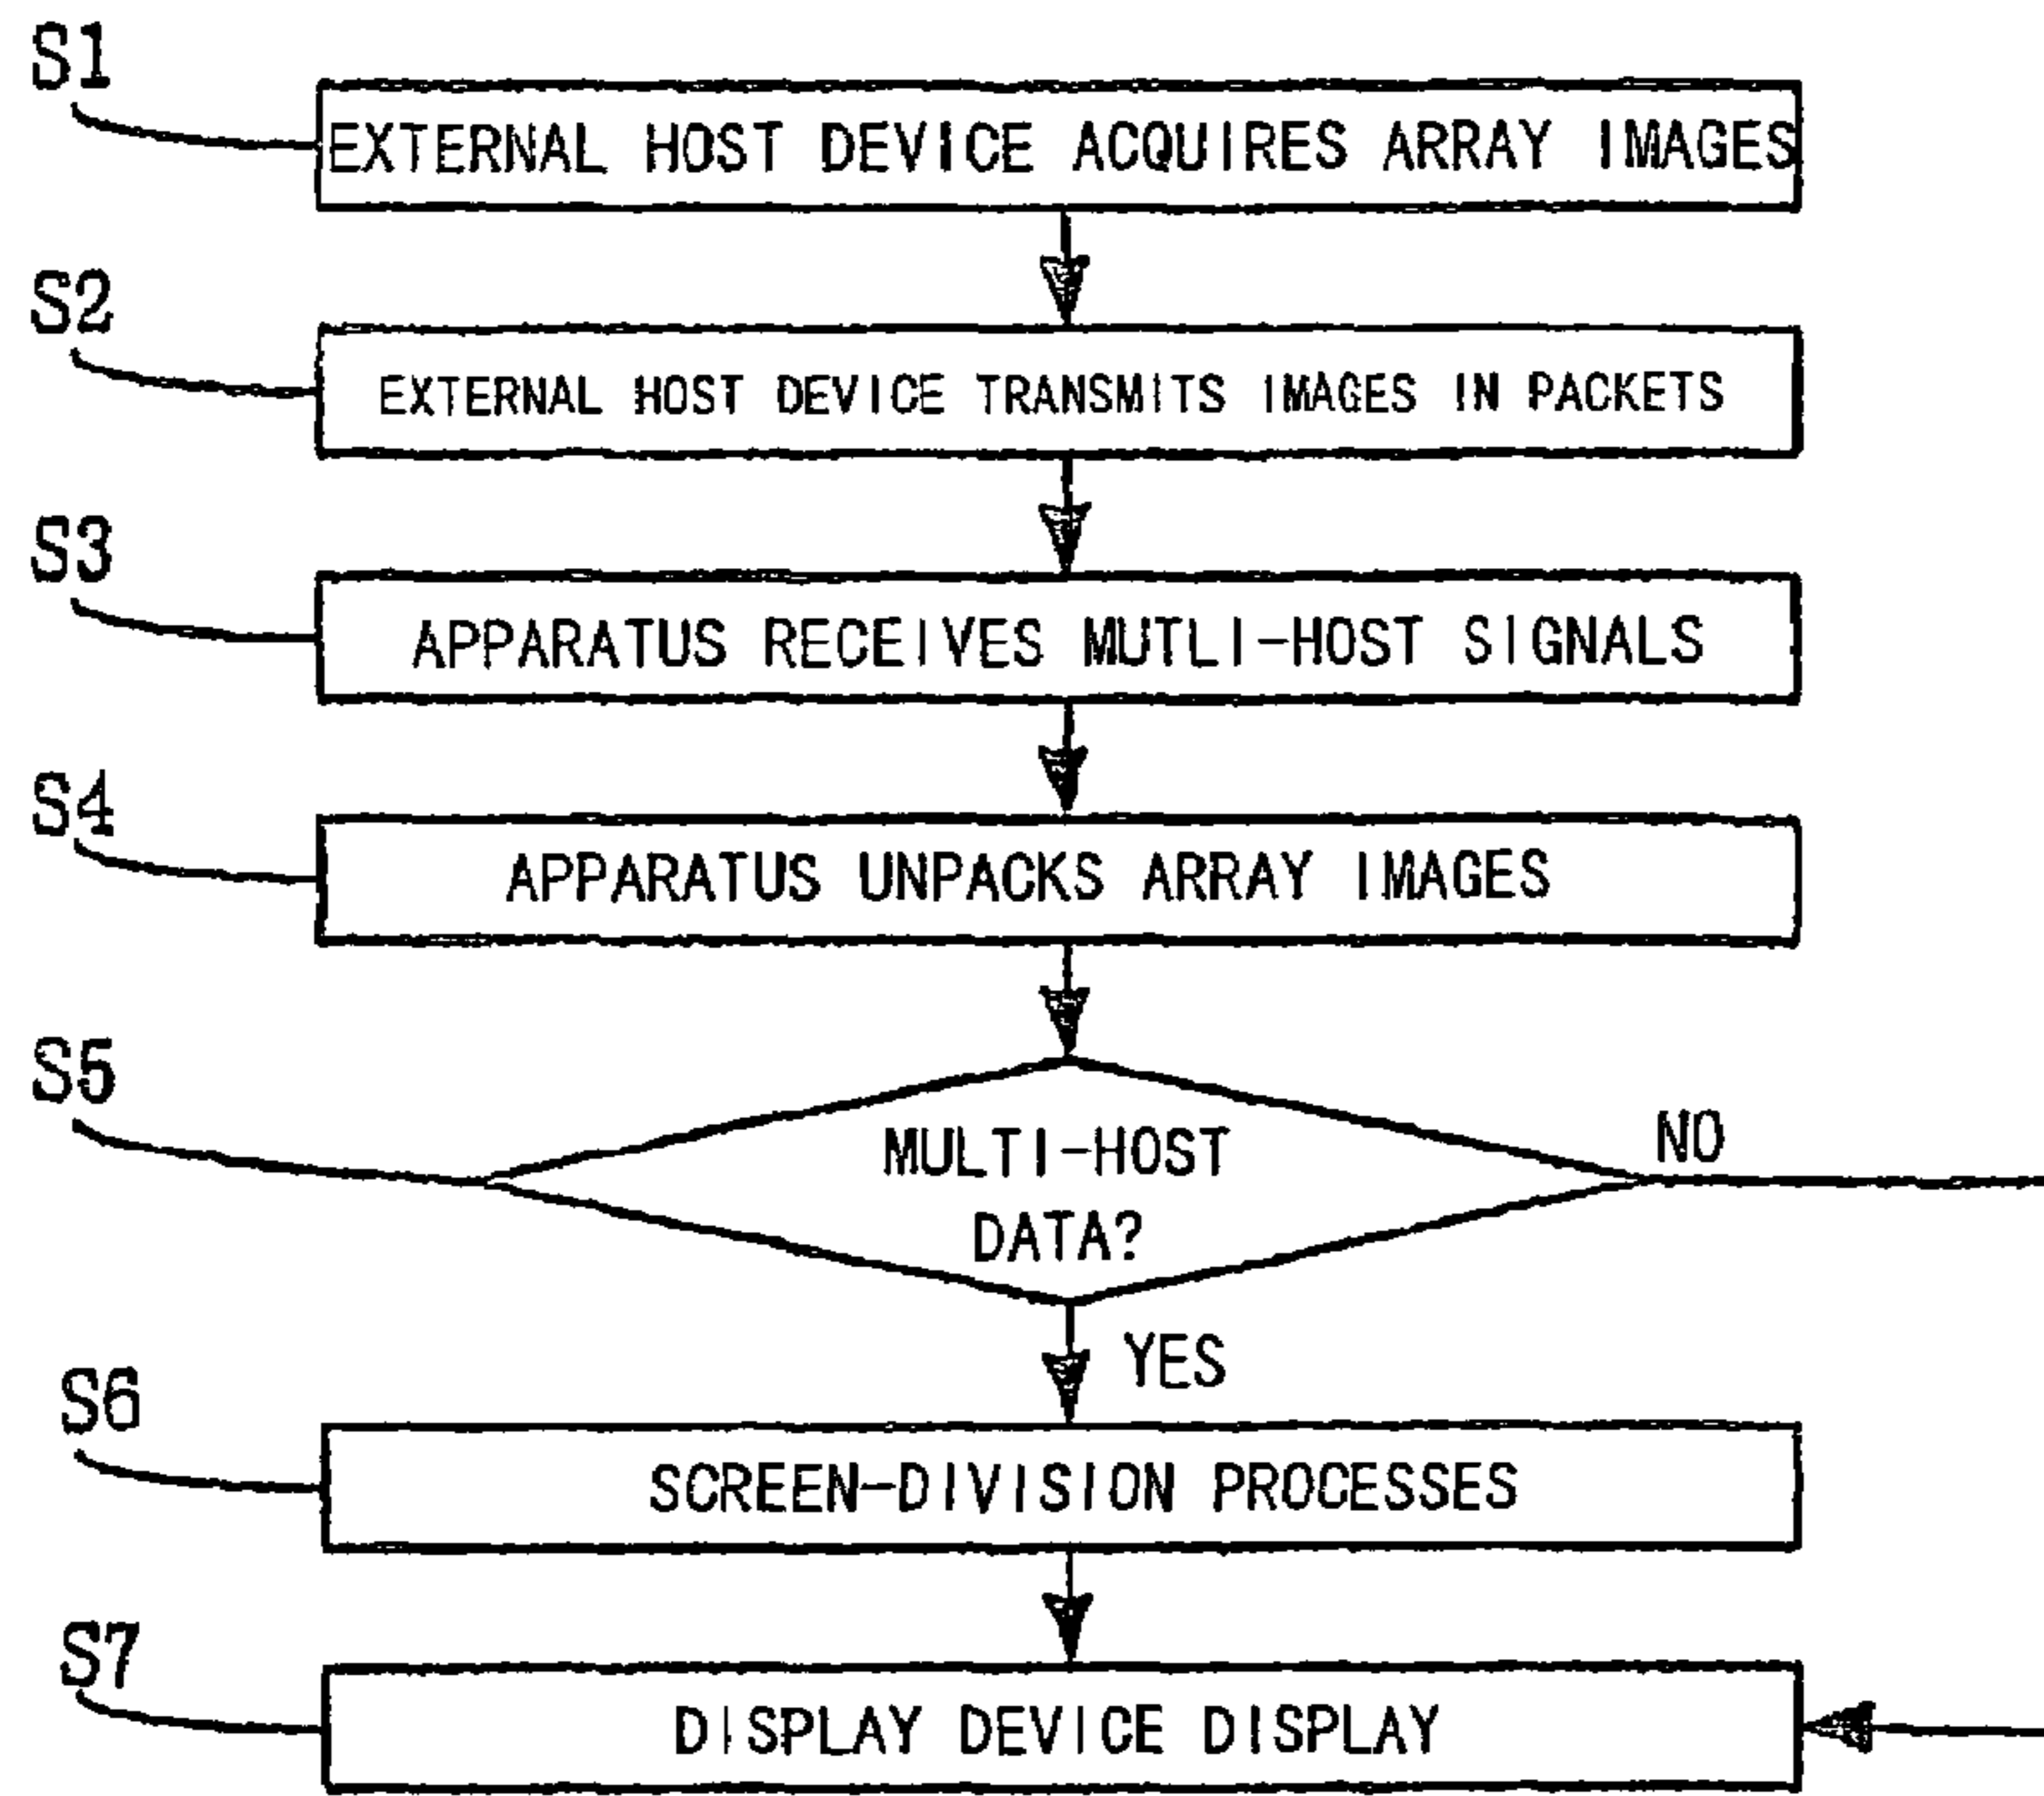 S1
EXTERNAL HOST DEVICE ACQUIRES ARRAY IMAGES
S2
EXTERNAL HOST DEVICE TRANSMITS IMAGES IN PACKETS
S3
APPARATUS RECEIVES MUTLI-HOST SIGNALS
S4
APPARATUS UNPACKS ARRAY IMAGES
S5
MULTI-HOST
DATA?
NO
YES
S6
SCREEN-DIVISION PROCESSES
S7
DISPLAY DEVICE DISPLAY